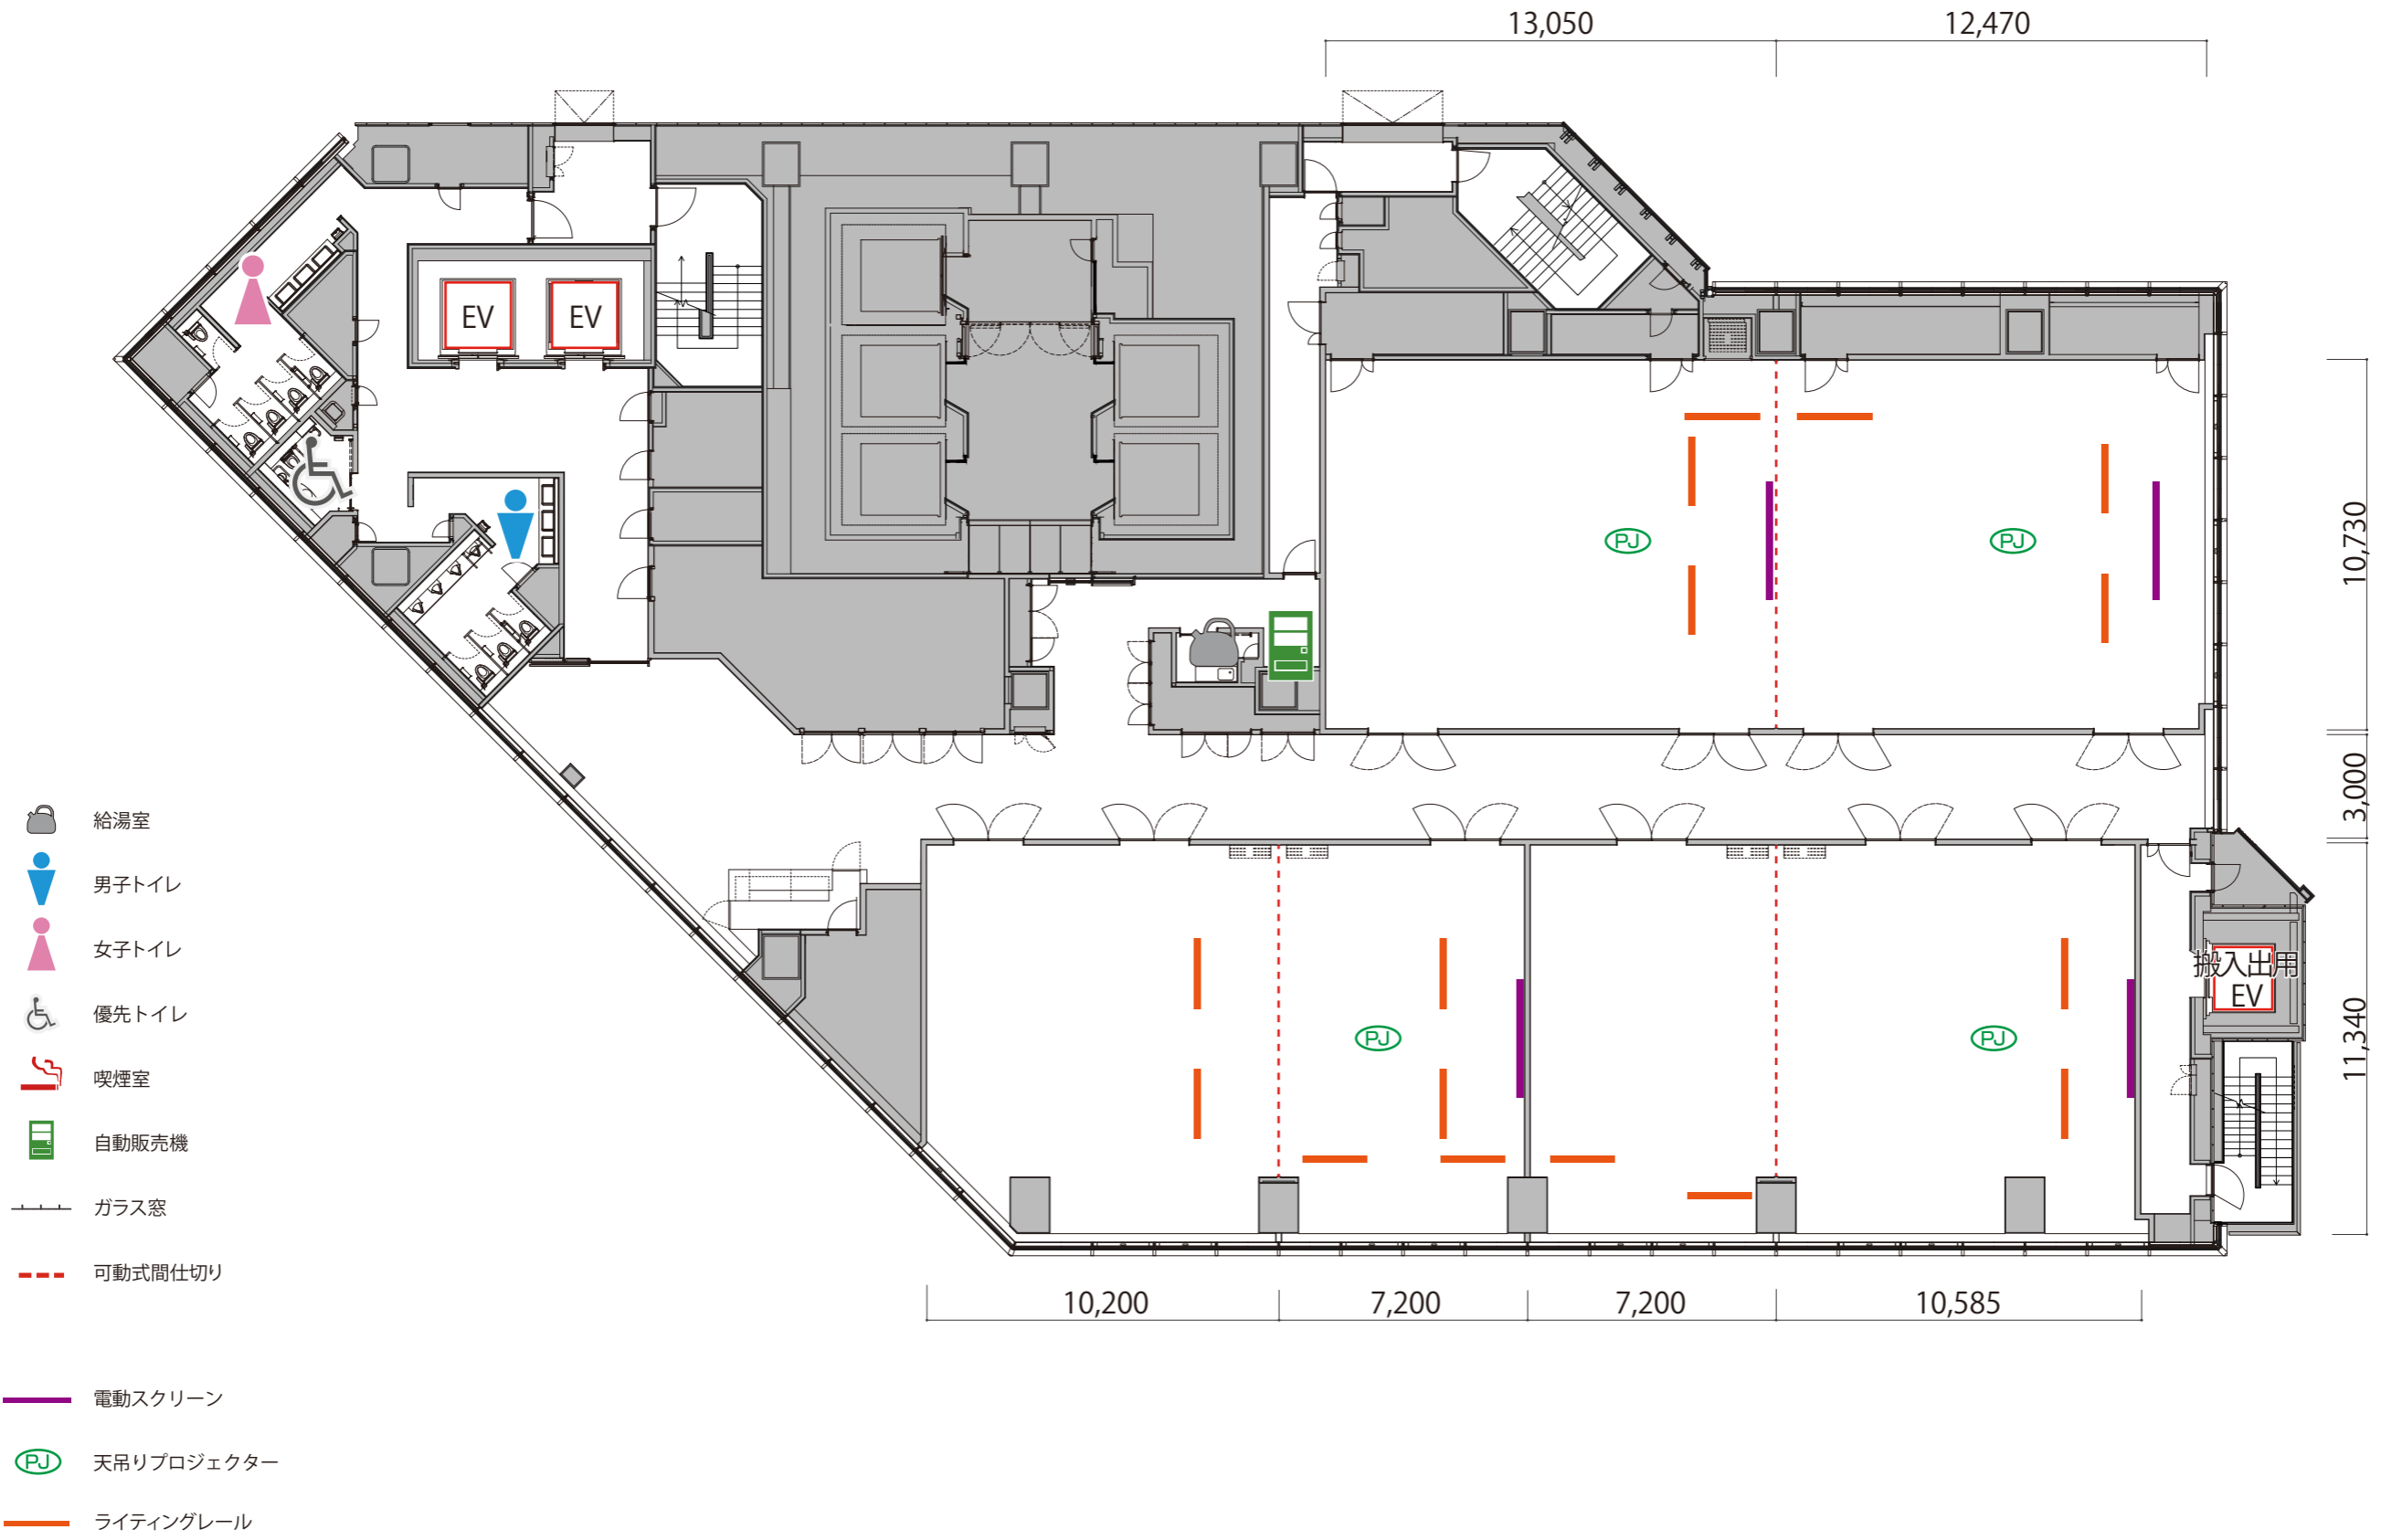 13,050
12,470
EV
EV
PJ
PJ
10,730
3,000
11,340
搬入出用
EV
PJ
PJ
10,200
7,200
7,200
10,585
給湯室
男子トイレ
女子トイレ
優先トイレ
喫煙室
自動販売機
ガラス窓
可動式間仕切り
電動スクリーン
PJ
天吊りプロジェクター
ライティングレール